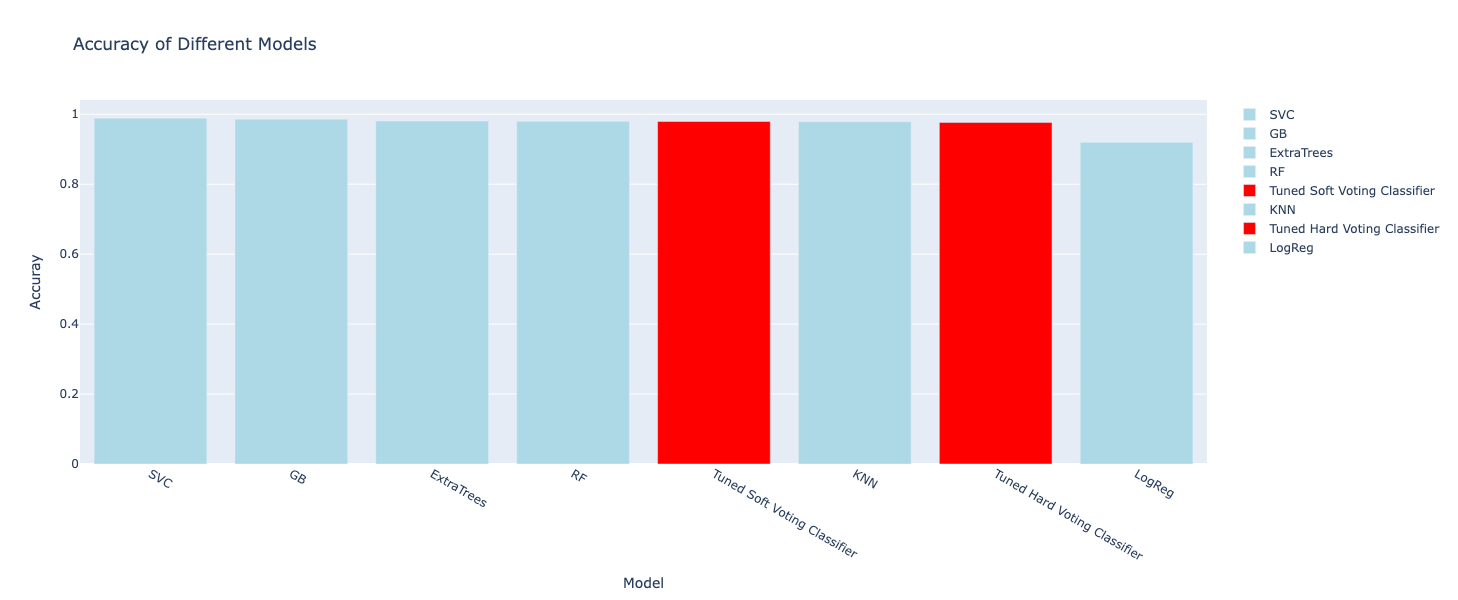 Accuracy of Different Models
1
0.8
0.6
0.4
0.2
0
Accuray
SVC
GB
ExtraTrees
RF
Tuned Soft Voting Classifier
KNN
Tuned Hard Voting Classifier
LogReg
Model
SVC
GB
ExtraTrees
RF
Tuned Soft Voting Classifier
KNN
Tuned Hard Voting Classifier
LogReg